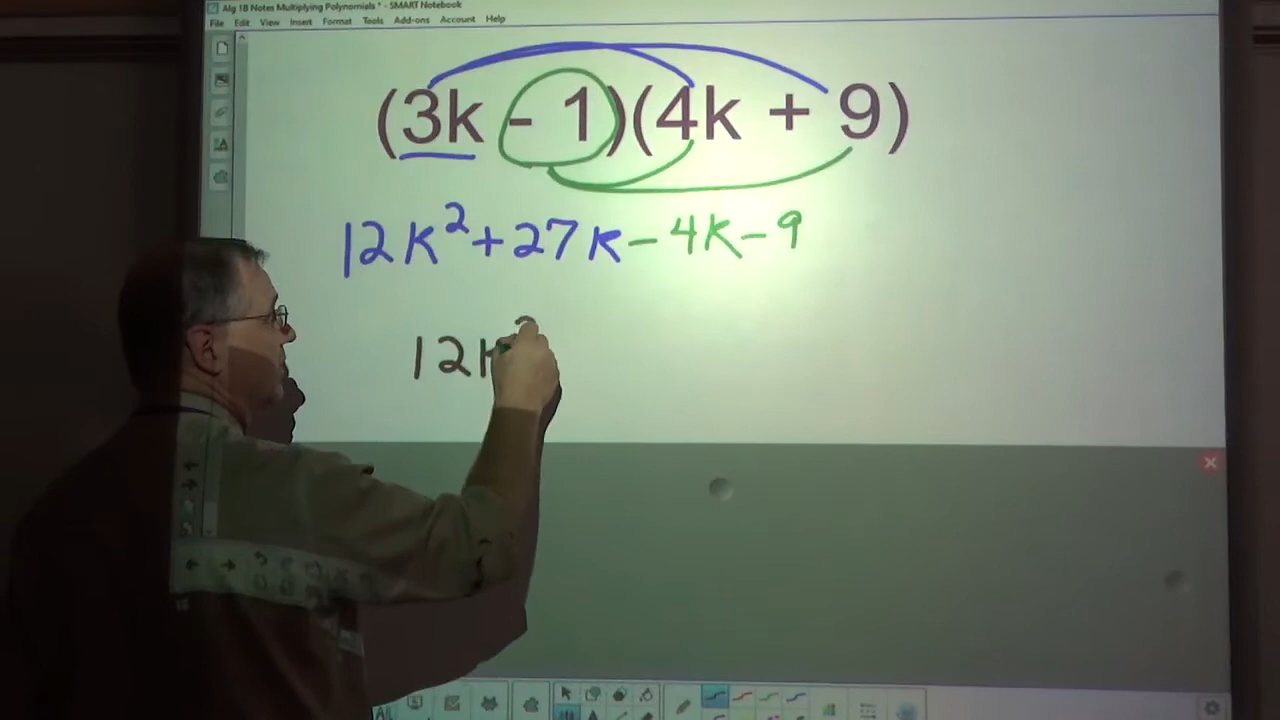 Alg 1B Notes Multiplying Polynomials * - SMART Notebook
File Edit View Insert Format Tools Add-ons Account Help
(3k - 1)(4k + 9)
12k²+27k-4k-9
12k²